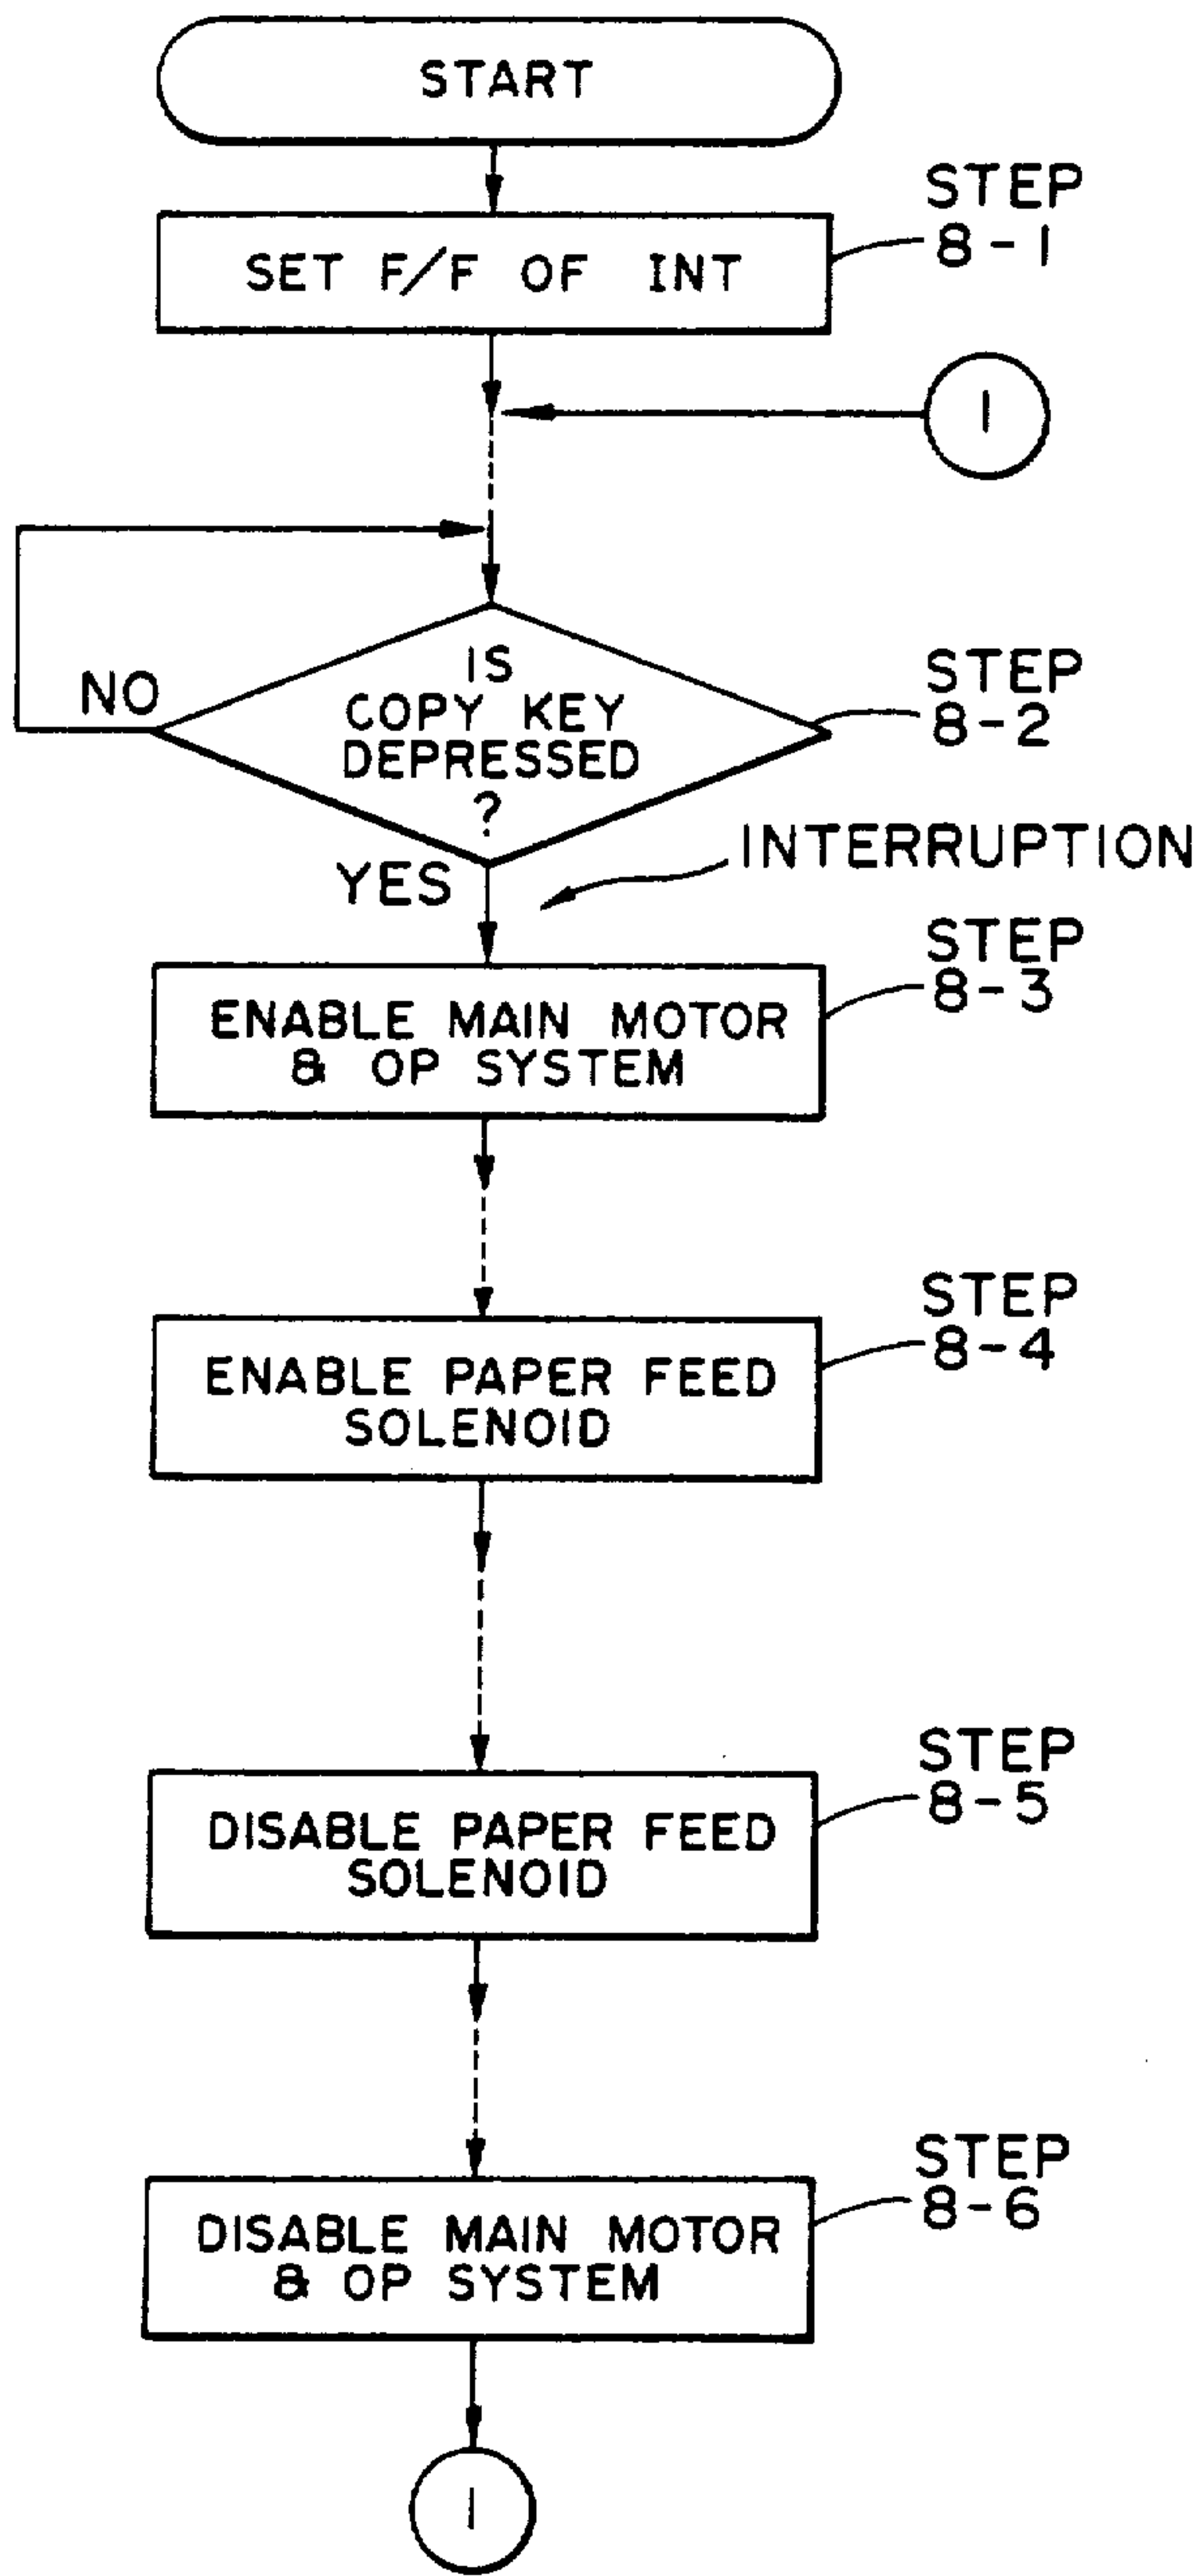 START
STEP
8-1
SET F/F OF INT
1
IS
COPY KEY
DEPRESSED
?
NO
STEP
8-2
YES
INTERRUPTION
STEP
8-3
ENABLE MAIN MOTOR
& OP SYSTEM
STEP
8-4
ENABLE PAPER FEED
SOLENOID
STEP
8-5
DISABLE PAPER FEED
SOLENOID
STEP
8-6
DISABLE MAIN MOTOR
& OP SYSTEM
1